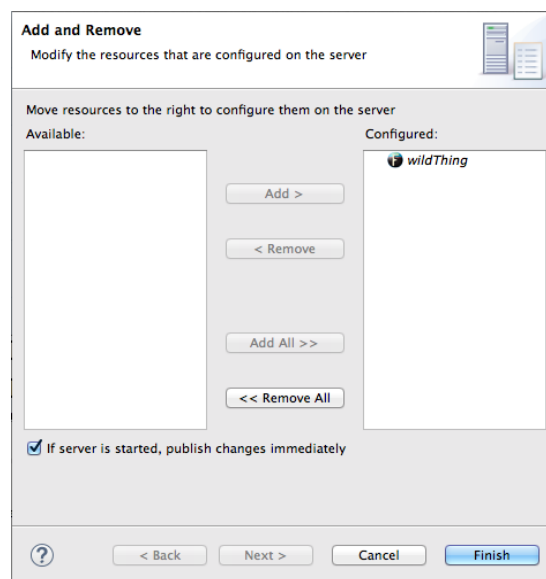 Add and Remove
Modify the resources that are configured on the server
Move resources to the right to configure them on the server
Available:
Configured:
wildThing
Add >
< Remove
Add All >>
<< Remove All
If server is started, publish changes immediately
?
< Back
Next >
Cancel
Finish